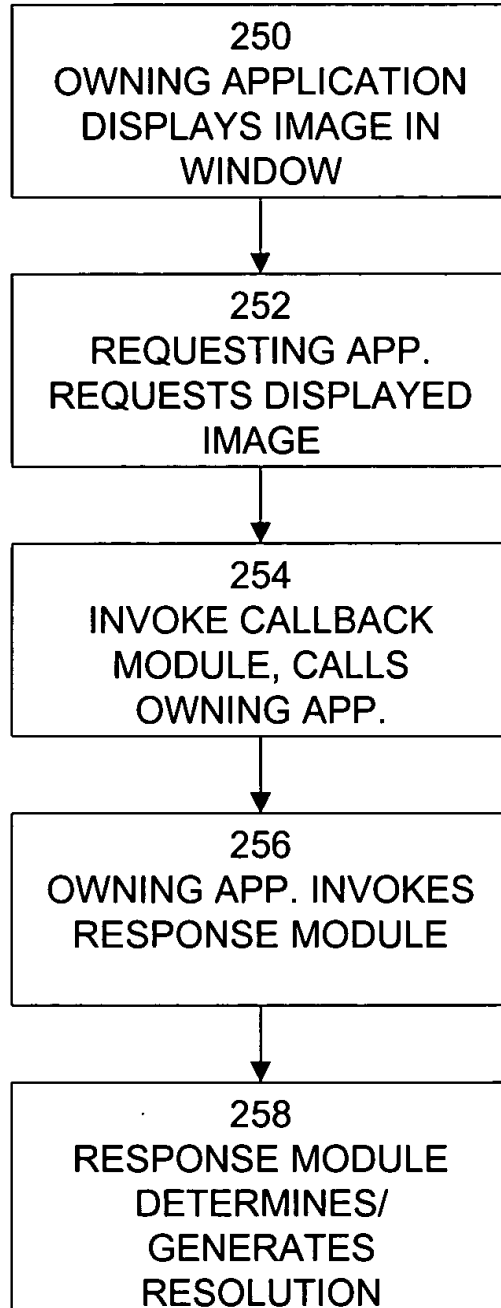 250
OWNING APPLICATION
DISPLAYS IMAGE IN
WINDOW
252
REQUESTING APP.
REQUESTS DISPLAYED
IMAGE
254
INVOKE CALLBACK
MODULE, CALLS
OWNING APP.
256
OWNING APP. INVOKES
RESPONSE MODULE
258
RESPONSE MODULE
DETERMINES/
GENERATES
RESOLUTION